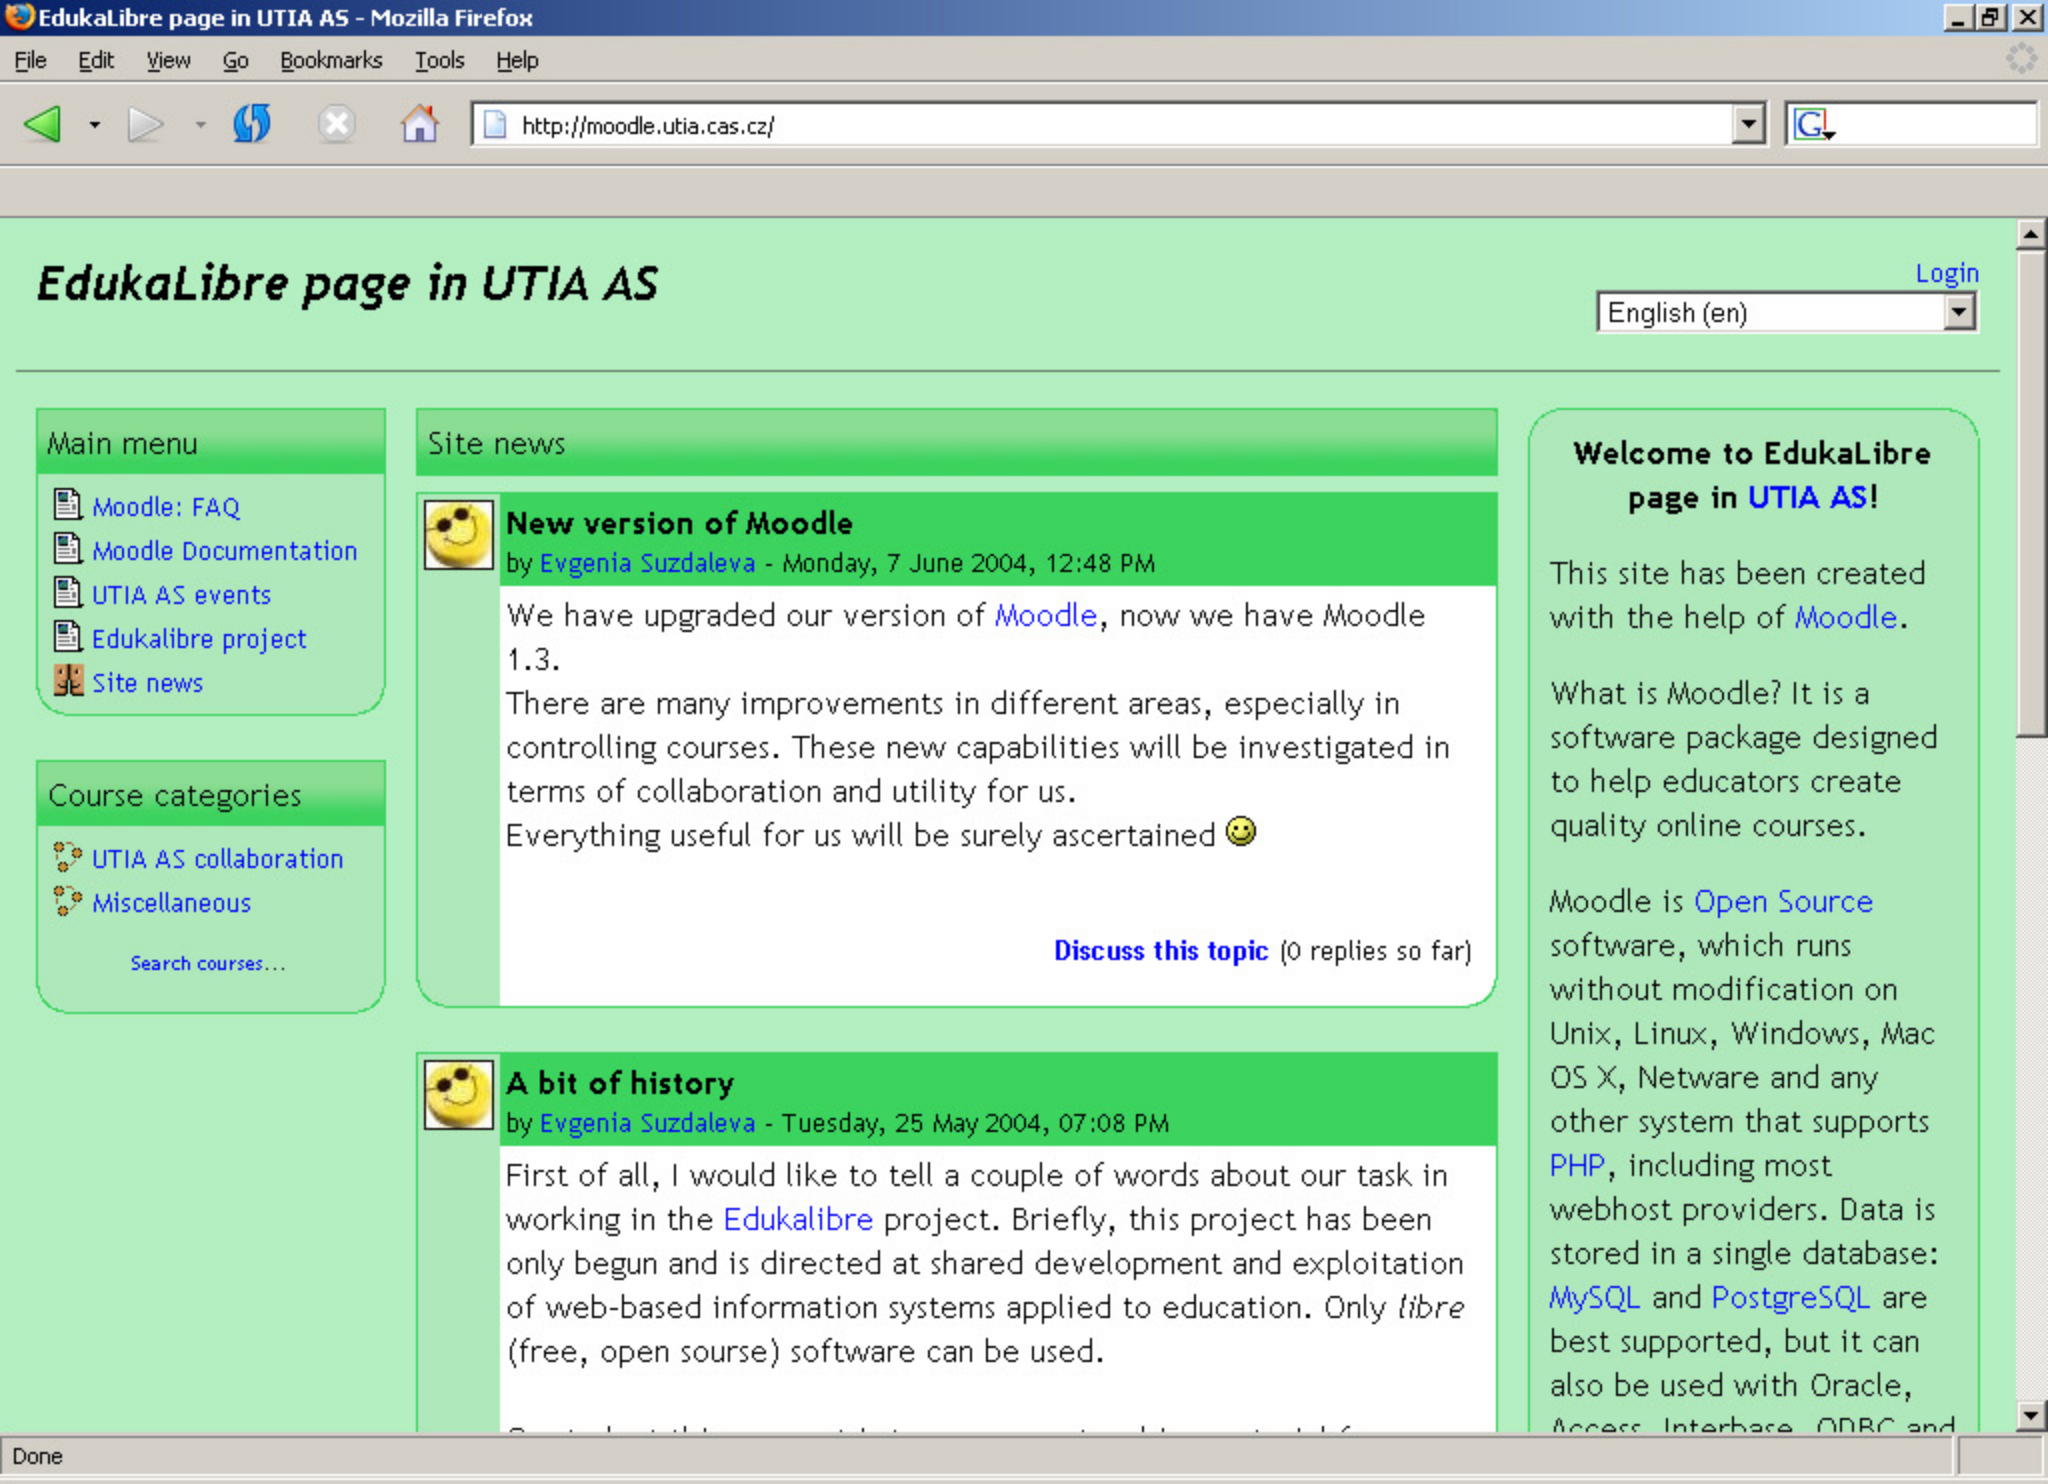 EdukaLibre page in UTIA AS - Mozilla Firefox
File Edit View Go Bookmarks Tools Help
http://moodle.utia.cas.cz/
G
EdukaLibre page in UTIA AS
Login
English (en)
Main menu
Moodle: FAQ
Moodle Documentation
UTIA AS events
Edukalibre project
Site news
Course categories
UTIA AS collaboration
Miscellaneous
Search courses...
Site news
New version of Moodle
by Evgenia Suzdaleva - Monday, 7 June 2004, 12:48 PM
We have upgraded our version of Moodle, now we have Moodle
1.3.
There are many improvements in different areas, especially in
controlling courses. These new capabilities will be investigated in
terms of collaboration and utility for us.
Everything useful for us will be surely ascertained
Discuss this topic (0 replies so far)
A bit of history
by Evgenia Suzdaleva - Tuesday, 25 May 2004, 07:08 PM
First of all, I would like to tell a couple of words about our task in
working in the Edukalibre project. Briefly, this project has been
only begun and is directed at shared development and exploitation
of web-based information systems applied to education. Only libre
(free, open sourse) software can be used.
Welcome to EdukaLibre
page in UTIA AS!
This site has been created
with the help of Moodle.
What is Moodle? It is a
software package designed
to help educators create
quality online courses.
Moodle is Open Source
software, which runs
without modification on
Unix, Linux, Windows, Mac
OS X, Netware and any
other system that supports
PHP, including most
webhost providers. Data is
stored in a single database:
MySQL and PostgreSQL are
best supported, but it can
also be used with Oracle,
Access, Interbase, ODBC and
Done